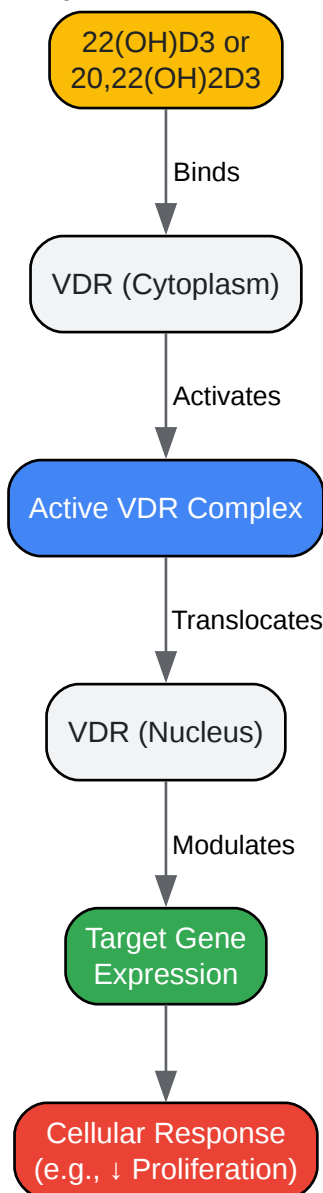 22(OH)D3 or
20,22(OH)2D3
Binds
VDR (Cytoplasm)
Activates
Active VDR Complex
Translocates
VDR (Nucleus)
Modulates
Target Gene
Expression
Cellular Response
(e.g., ↓ Proliferation)